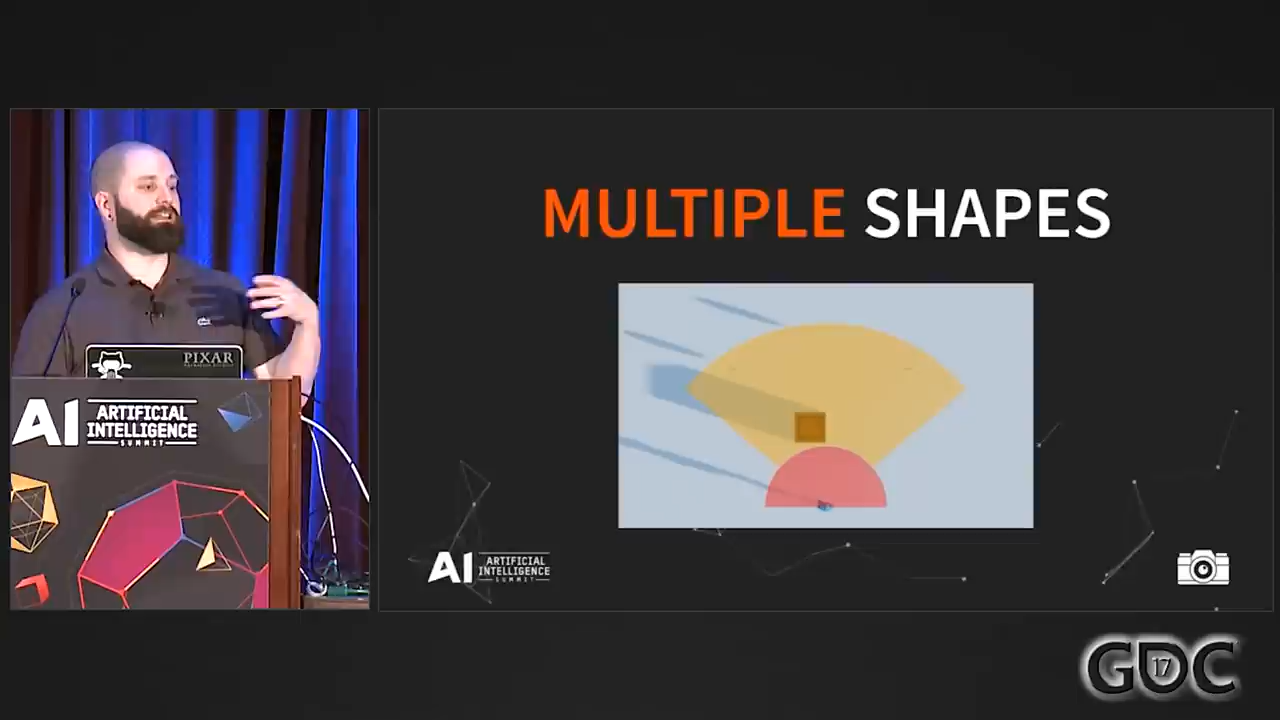 MULTIPLE SHAPES
PIXAR
AI ARTIFICIAL
INTELLIGENCE
SUMMIT
AI ARTIFICIAL
INTELLIGENCE
SUMMIT
GDC
17